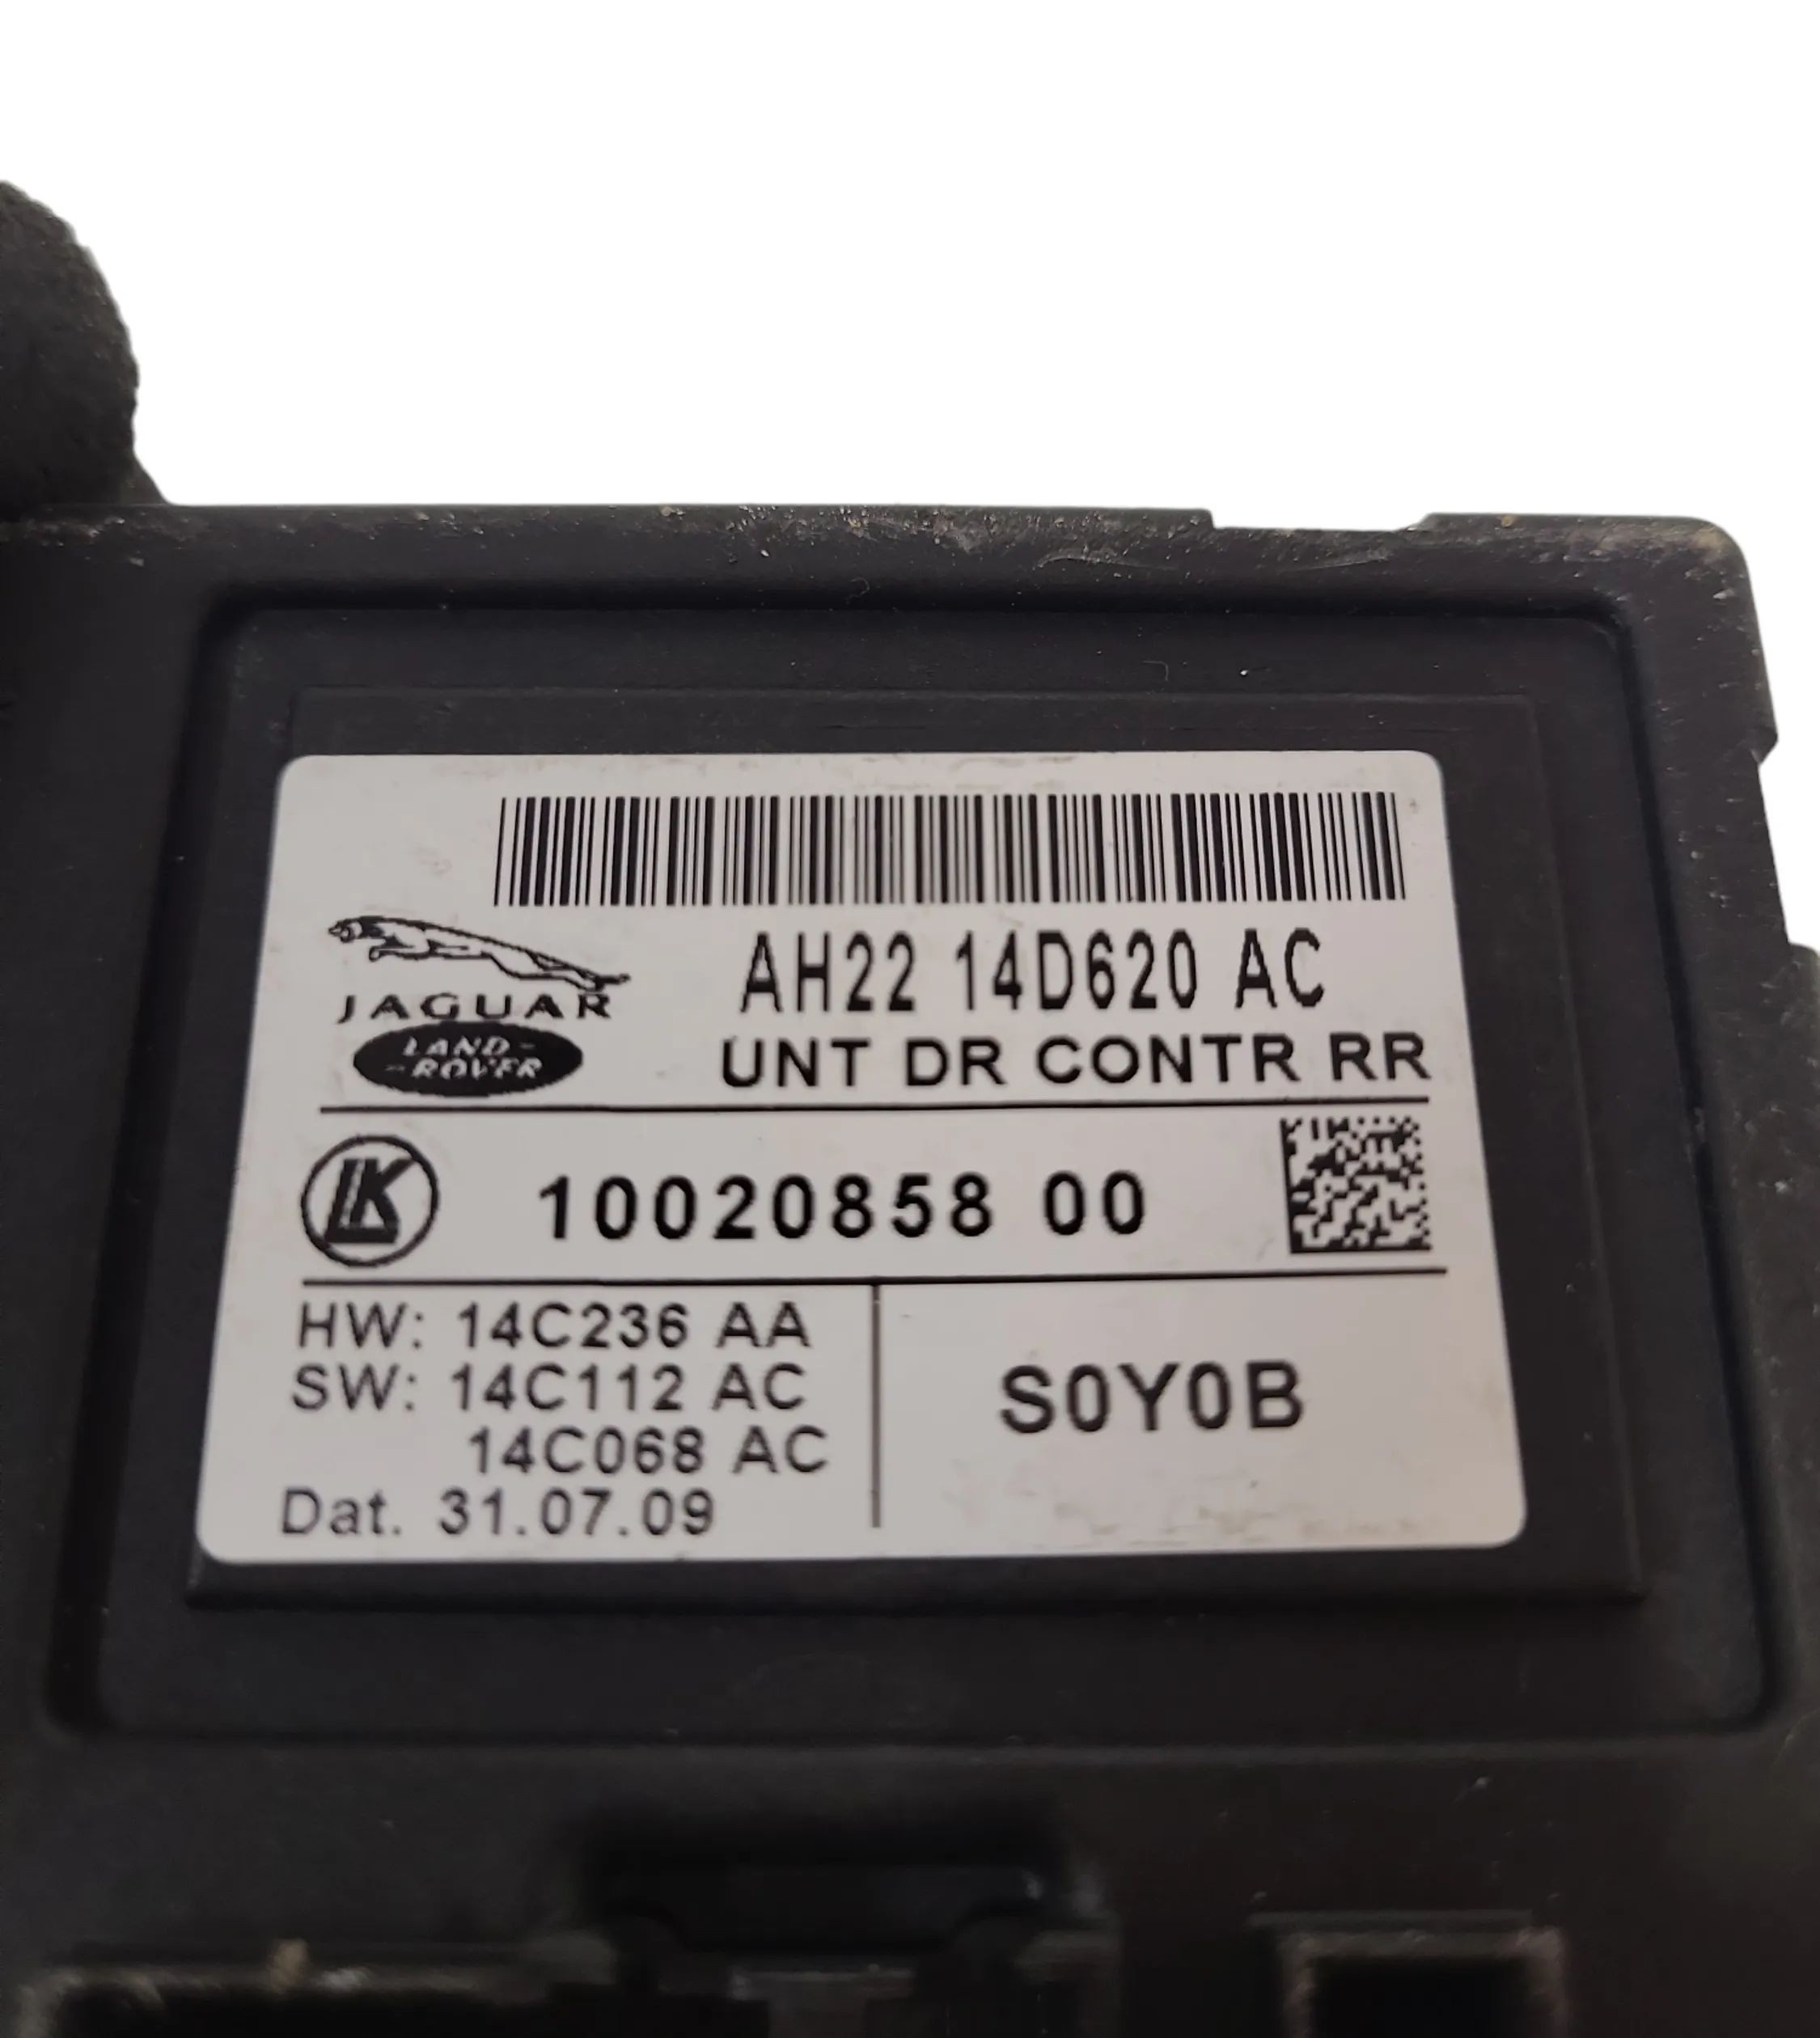 AH22 14D620 AC
JAGUAR
LAND-
-ROVER
UNT DR CONTR RR
LK
10020858 00
HW: 14C236 AA
SW: 14C112 AC
14C068 AC
Dat. 31.07.09
S0Y0B